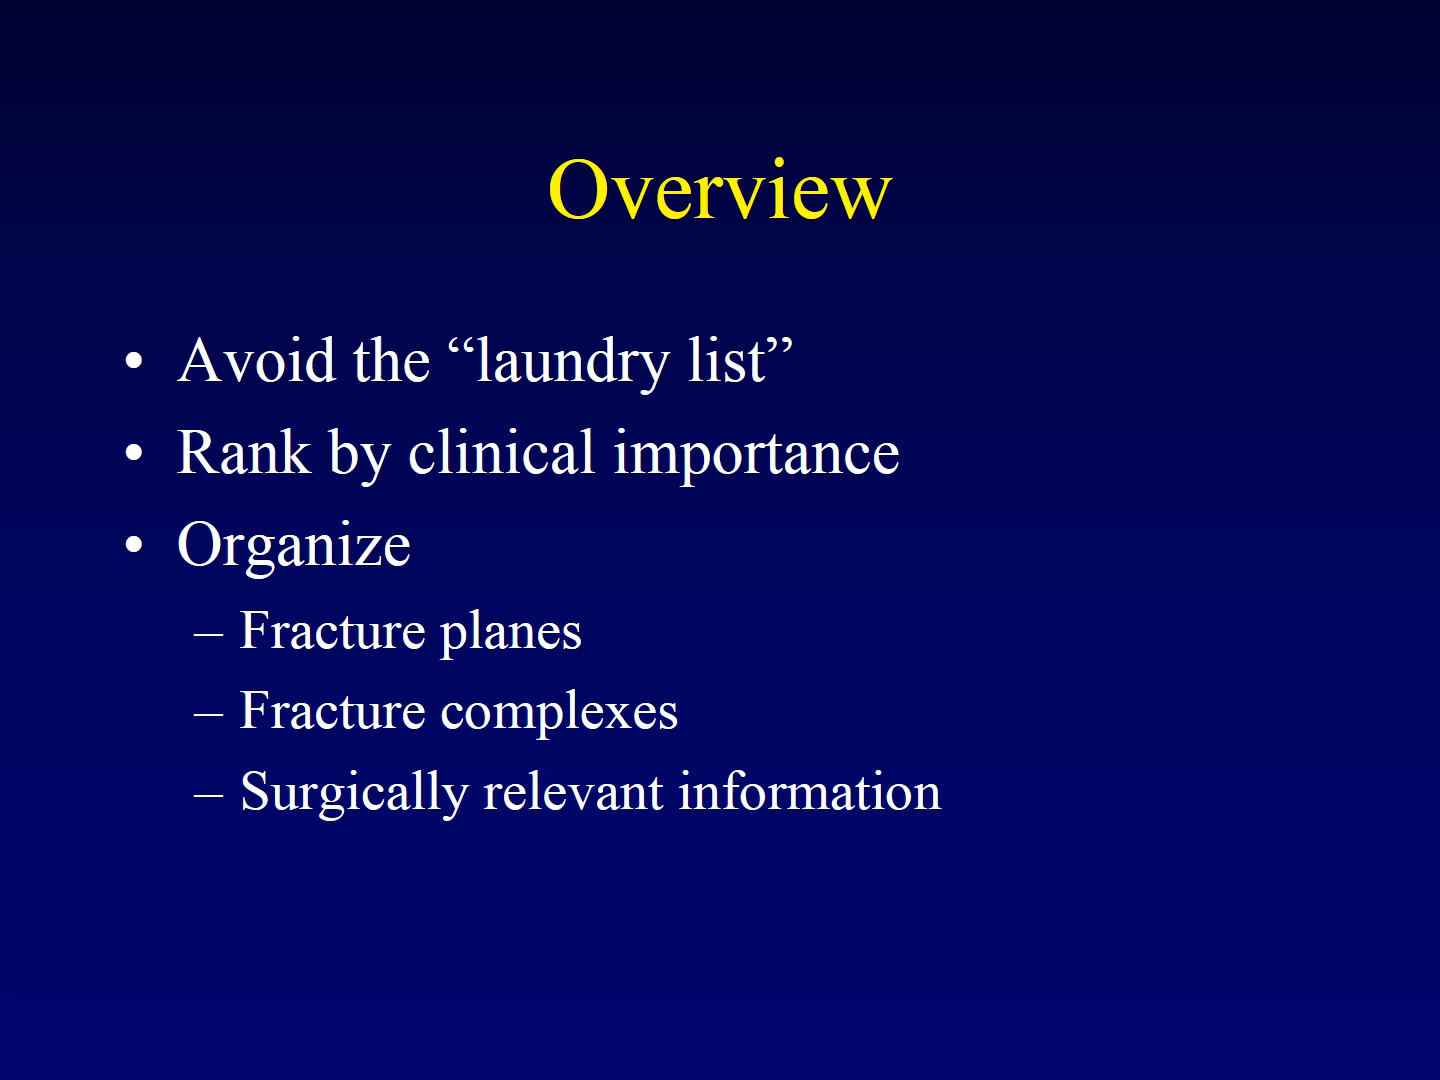 Overview
• Avoid the “laundry list”
• Rank by clinical importance
• Organize
– Fracture planes
– Fracture complexes
– Surgically relevant information